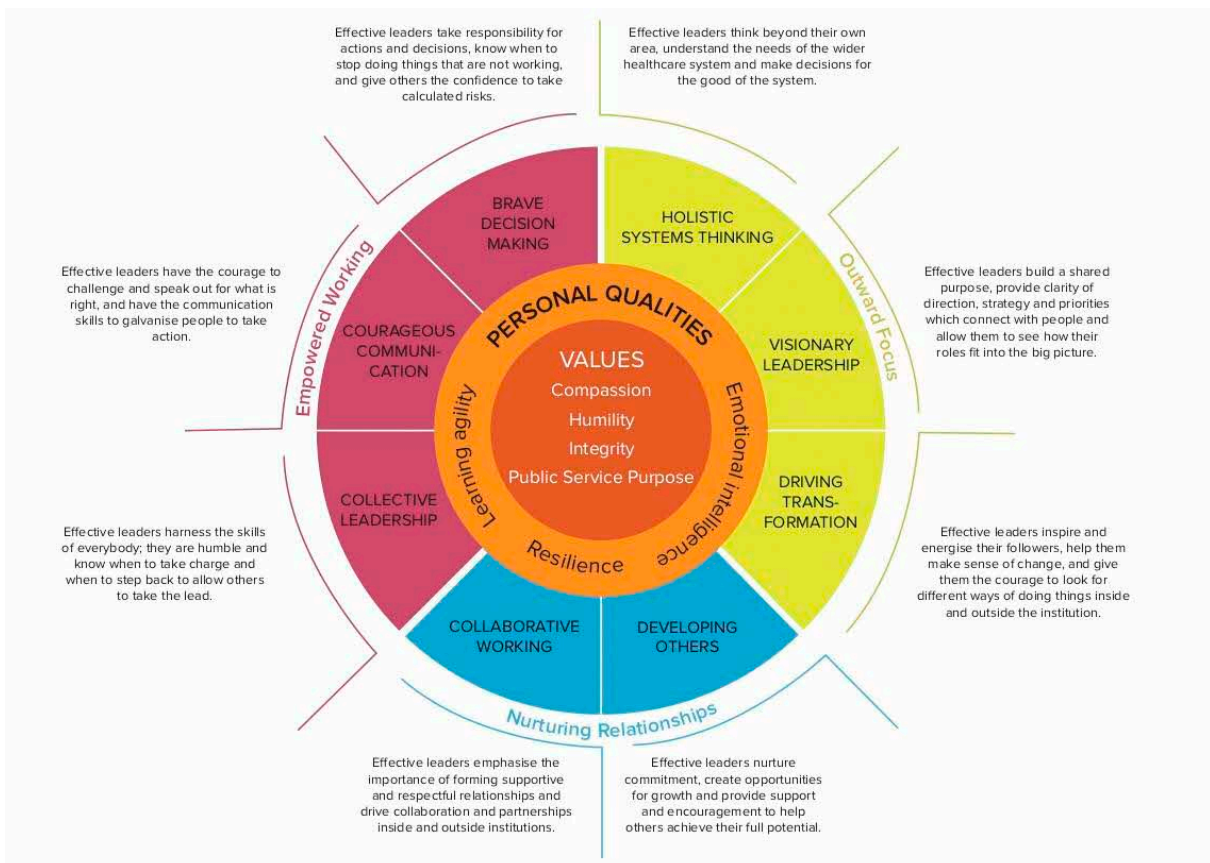 Effective leaders take responsibility for
actions and decisions, know when to
stop doing things that are not working,
and give others the confidence to take
calculated risks.
Effective leaders think beyond their own
area, understand the needs of the wider
healthcare system and make decisions for
the good of the system.
BRAVE
DECISION
MAKING
HOLISTIC
SYSTEMS THINKING
Empowered Working
Outward Focus
Effective leaders have the courage to
challenge and speak out for what is
right, and have the communication
skills to galvanise people to take
action.
COURAGEOUS
COMMUNI-
CATION
PERSONAL QUALITIES
VALUES
Compassion
Humility
Integrity
Public Service Purpose
Learning agility
Resilience
Emotional intelligence
VISIONARY
LEADERSHIP
Effective leaders build a shared
purpose, provide clarity of
direction, strategy and priorities
which connect with people and
allow them to see how their
roles fit into the big picture.
COLLECTIVE
LEADERSHIP
DRIVING
TRANS-
FORMATION
Effective leaders harness the skills
of everybody; they are humble and
know when to take charge and
when to step back to allow others
to take the lead.
Effective leaders inspire and
energise their followers, help them
make sense of change, and give
them the courage to look for
different ways of doing things inside
and outside the institution.
COLLABORATIVE
WORKING
DEVELOPING
OTHERS
Nurturing Relationships
Effective leaders emphasise the
importance of forming supportive
and respectful relationships and
drive collaboration and partnerships
inside and outside institutions.
Effective leaders nurture
commitment, create opportunities
for growth and provide support
and encouragement to help
others achieve their full potential.